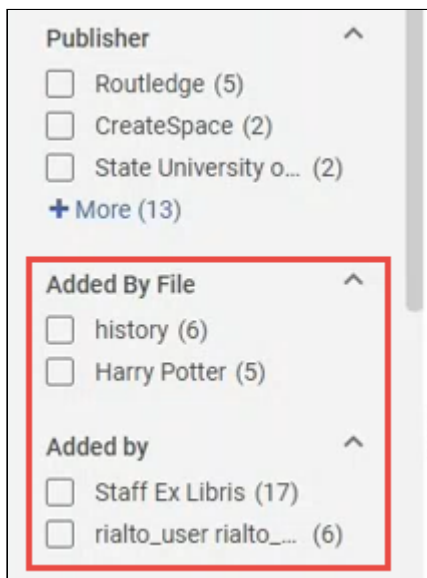 Publisher
Routledge (5)
CreateSpace (2)
State University o... (2)
+ More (13)
Added By File
history (6)
Harry Potter (5)
Added by
Staff Ex Libris (17)
rialto_user rialto_... (6)